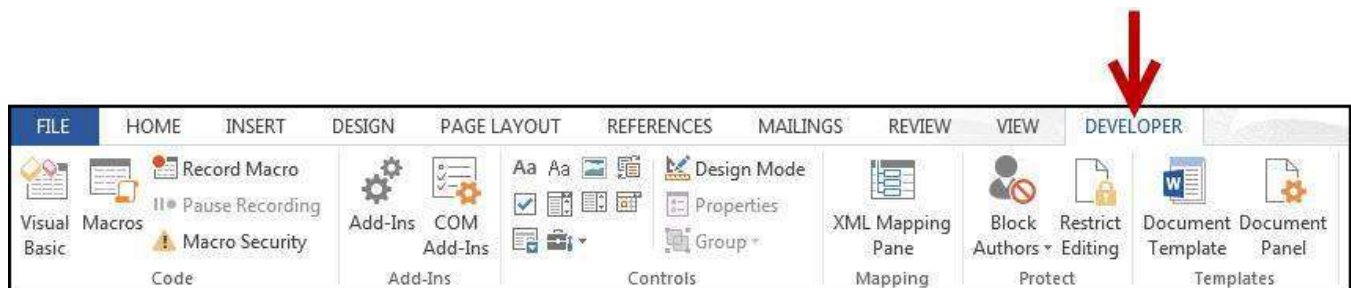 FILE HOME INSERT DESIGN PAGE LAYOUT REFERENCES MAILINGS REVIEW VIEW DEVELOPER
Visual Basic
Macros
Record Macro
Pause Recording
Macro Security
Code
Add-Ins
COM Add-Ins
Add-Ins
Aa Aa
Design Mode
Properties
Group
Controls
XML Mapping Pane
Mapping
Block Authors
Restrict Editing
Protect
W
Document Template
Document Panel
Templates